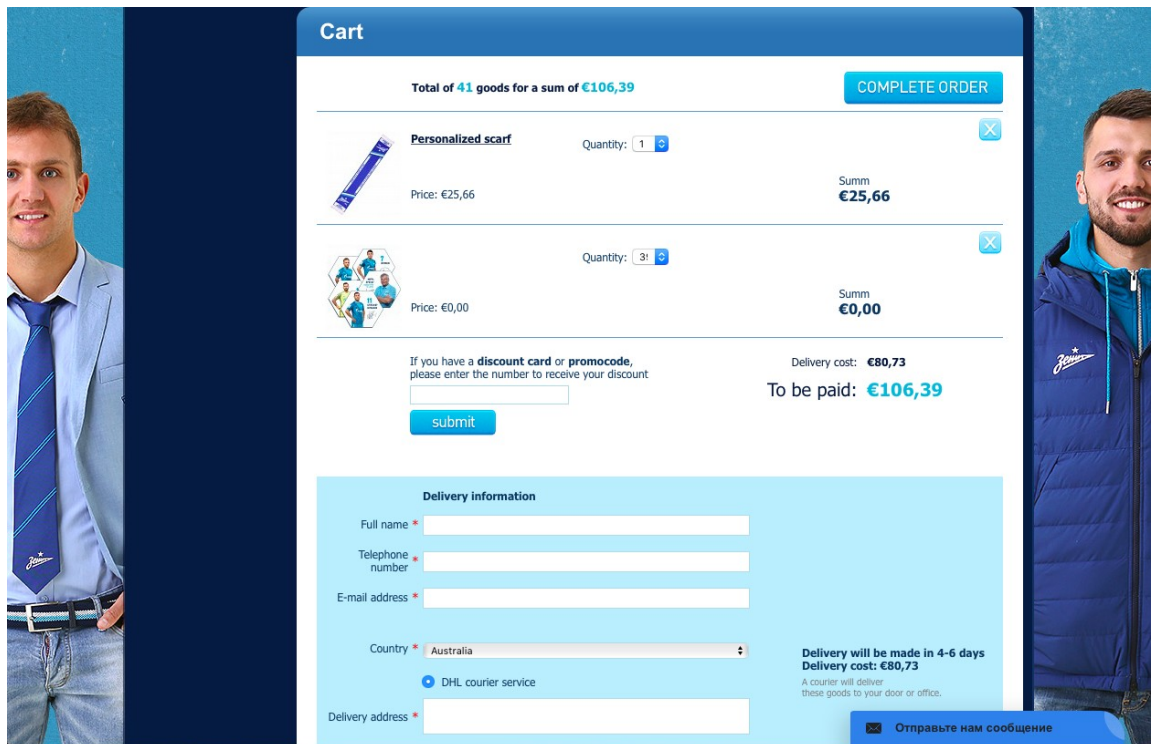 Cart
Total of 41 goods for a sum of €106,39
COMPLETE ORDER
X
Personalized scarf
Quantity: 1
Price: €25,66
Summ
€25,66
X
Quantity:
Price: €0,00
Summ
€0,00
If you have a discount card or promocode,
please enter the number to receive your discount
submit
Delivery cost: €80,73
To be paid: €106,39
Зенит
Зенит
Delivery information
Full name *
Telephone
number *
E-mail address *
Country * Australia
DHL courier service
Delivery address *
Delivery will be made in 4-6 days
Delivery cost: €80,73
A courier will deliver
these goods to your door or office.
Отправьте нам сообщение